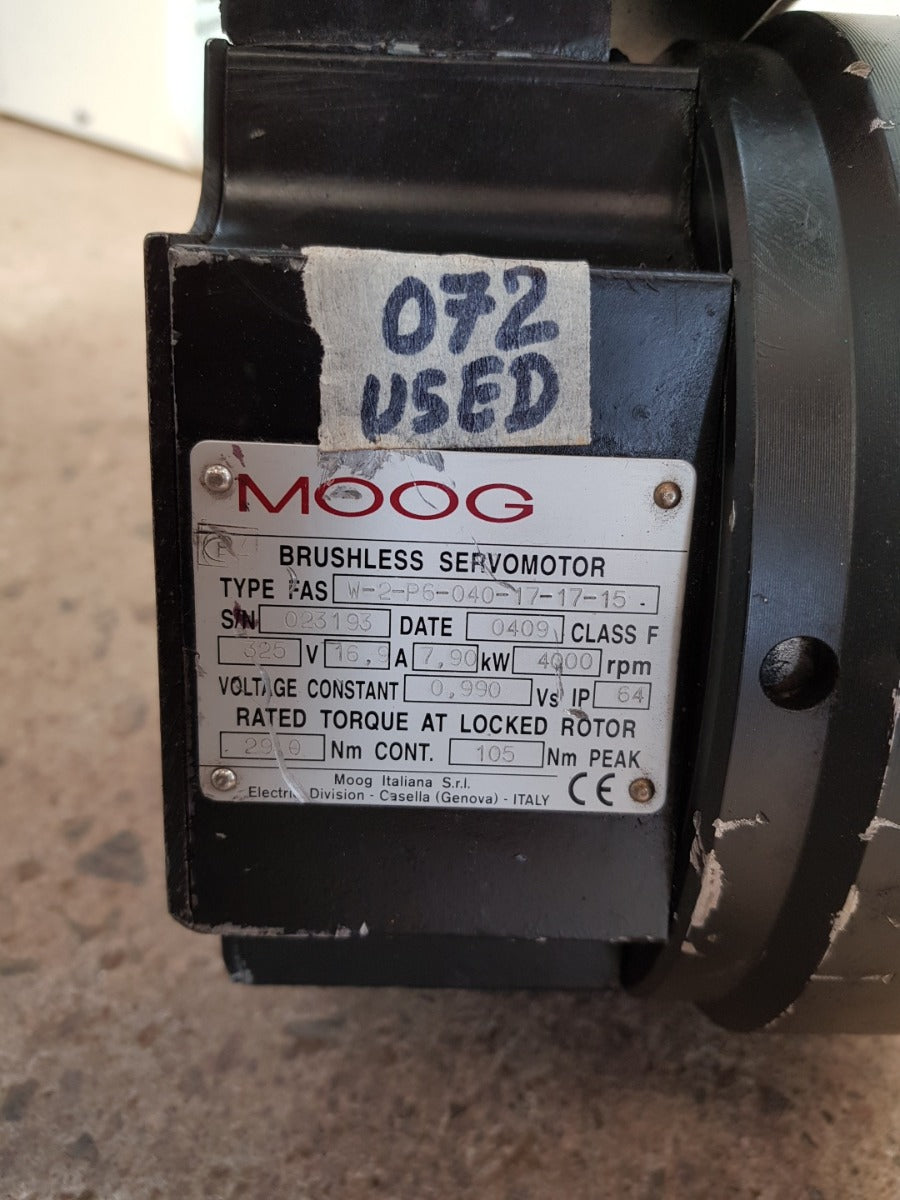 072
USED
MOOG
BRUSHLESS SERVOMOTOR
TYPE FAS W-2-P6-040-17-17-15
S/N 023193 DATE 0409 CLASS F
325 V 16,9 A 7,90 kW 4000 rpm
VOLTAGE CONSTANT 0,990 Vs IP 64
RATED TORQUE AT LOCKED ROTOR
29,0 Nm CONT. 105 Nm PEAK
Moog Italiana S.r.l.
Electric Division - Casella (Genova) - ITALY CE